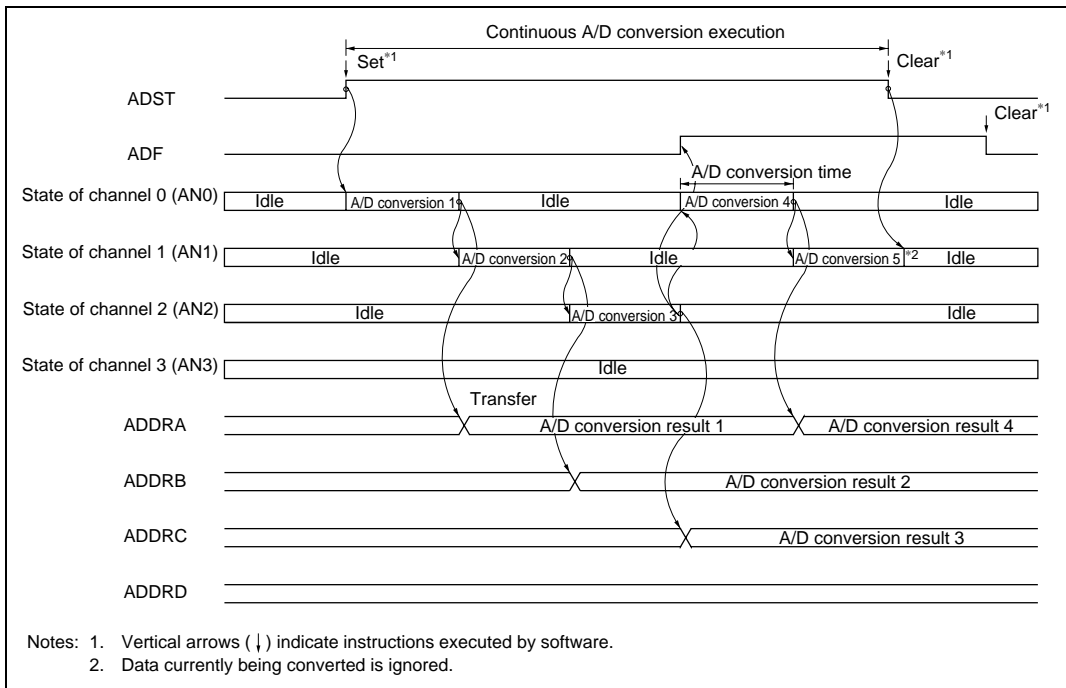 Continuous A/D conversion execution
Set*1
Clear*1
ADST
Clear*1
ADF
A/D conversion time
State of channel 0 (AN0)
Idle
A/D conversion 1
Idle
A/D conversion 4
Idle
State of channel 1 (AN1)
Idle
A/D conversion 2
Idle
A/D conversion 5
*2
Idle
State of channel 2 (AN2)
Idle
A/D conversion 3
Idle
State of channel 3 (AN3)
Idle
Transfer
ADDRA
A/D conversion result 1
A/D conversion result 4
ADDRB
A/D conversion result 2
ADDRC
A/D conversion result 3
ADDRD
Notes: 1. Vertical arrows (↓) indicate instructions executed by software.
2. Data currently being converted is ignored.